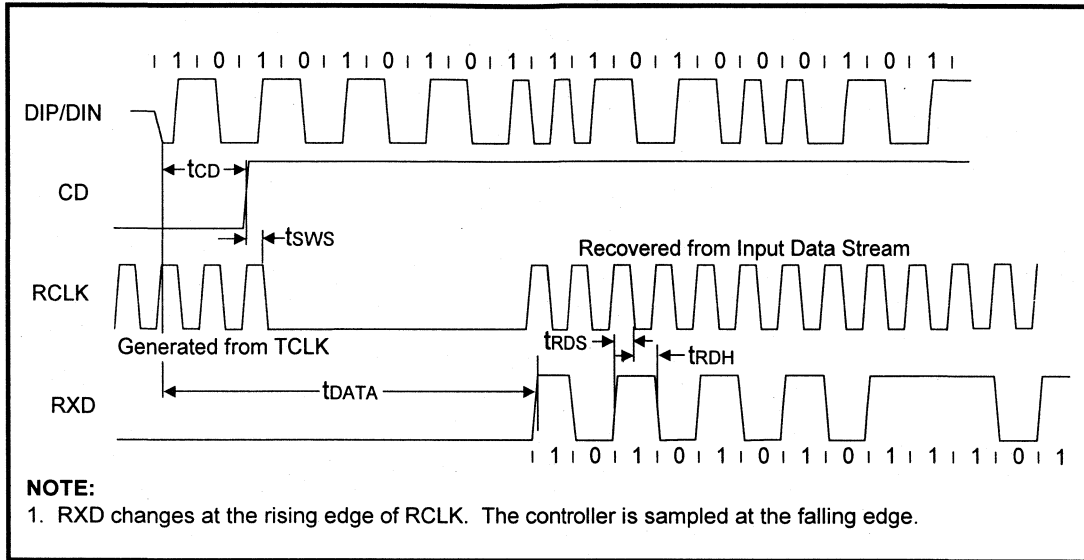 ı 1 ı 0 ı 1 ı 0 ı 1 ı 0 ı 1 ı 0 ı 1 ı 1 ı 1 ı 0 ı 1 ı 0 ı 0 ı 0 ı 1 ı 0 ı 1 ı
DIP/DIN
tCD
CD
tSWS
Recovered from Input Data Stream
RCLK
Generated from TCLK
tRDS
tRDH
tDATA
RXD
ı 1 ı 0 ı 1 ı 0 ı 1 ı 0 ı 1 ı 0 ı 1 ı 1 ı 1 ı 0 ı 1
NOTE:
1. RXD changes at the rising edge of RCLK. The controller is sampled at the falling edge.